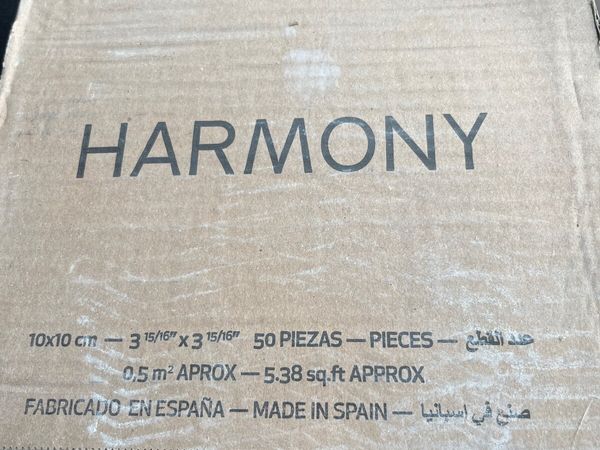 HARMONY
10x10 cm — 3 15/16" x 3 15/16" 50 PIEZAS — PIECES — عدد القطع
0,5 m² APROX — 5.38 sq.ft APPROX
FABRICADO EN ESPAÑA — MADE IN SPAIN — صنع في اسبانيا